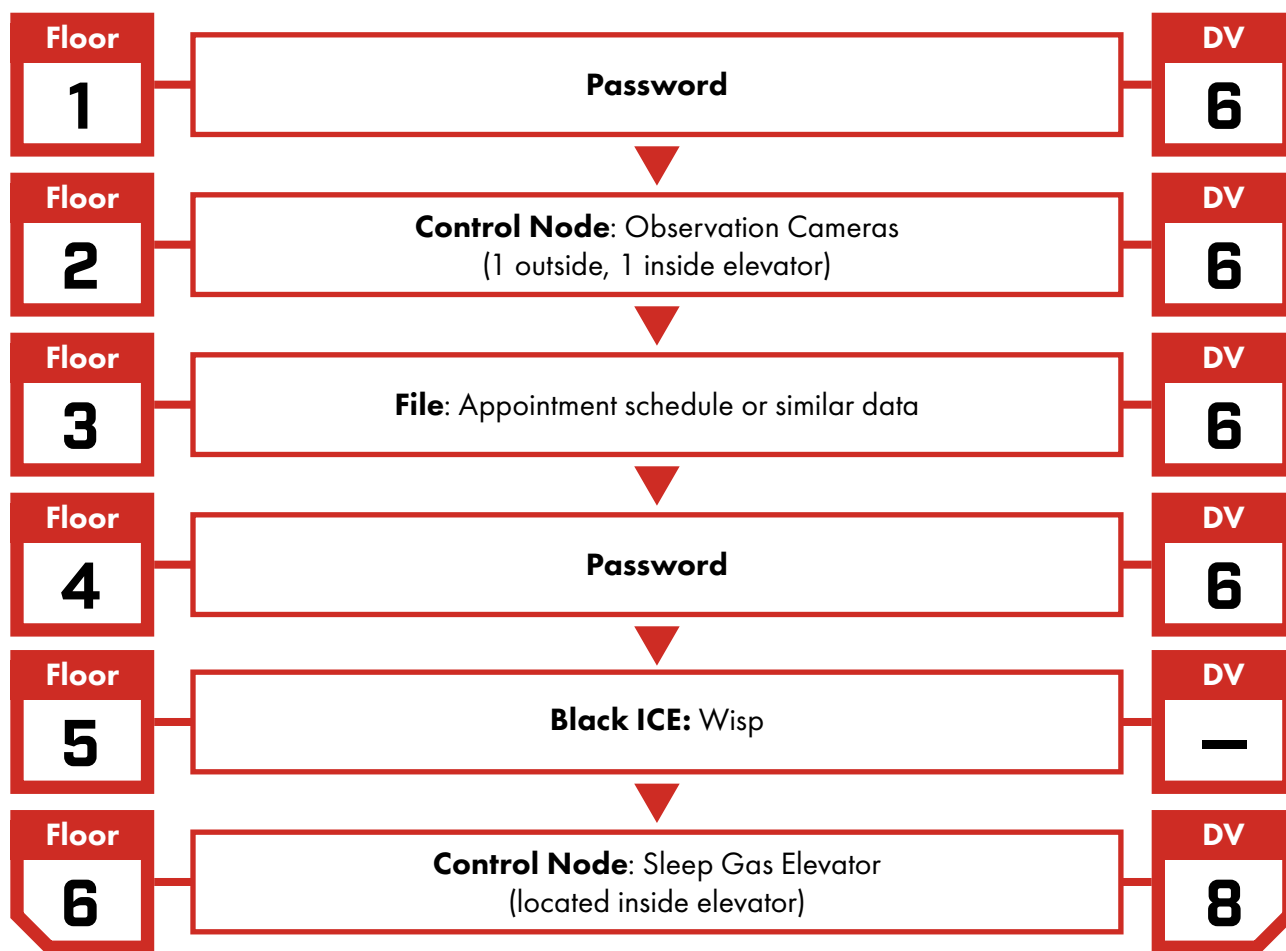 Floor
1
Password
DV
6
Floor
2
Control Node: Observation Cameras
(1 outside, 1 inside elevator)
DV
6
Floor
3
File: Appointment schedule or similar data
DV
6
Floor
4
Password
DV
6
Floor
5
Black ICE: Wisp
DV
—
Floor
6
Control Node: Sleep Gas Elevator
(located inside elevator)
DV
8